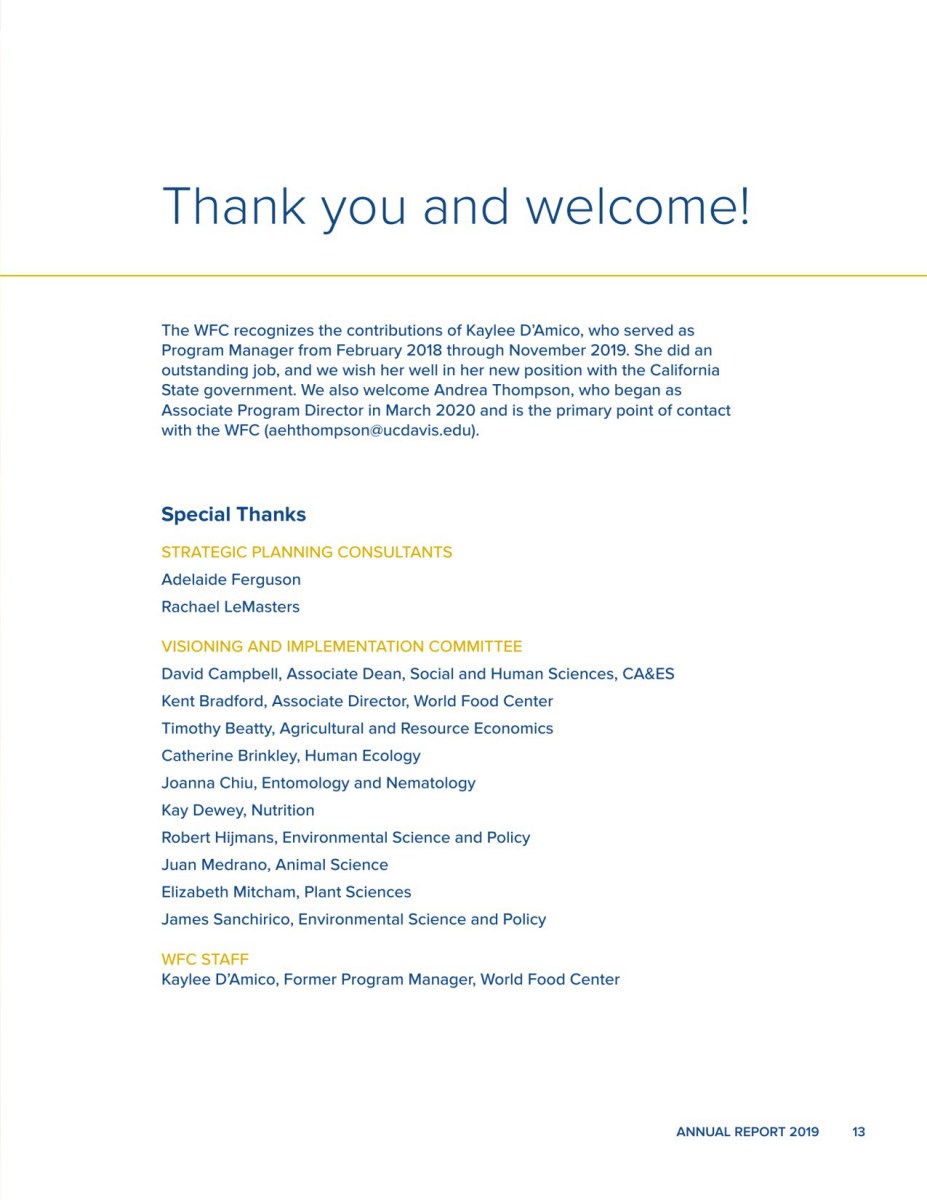 Thank you and welcome!
The WFC recognizes the contributions of Kaylee D’Amico, who served as
Program Manager from February 2018 through November 2019. She did an
outstanding job, and we wish her well in her new position with the California
State government. We also welcome Andrea Thompson, who began as
Associate Program Director in March 2020 and is the primary point of contact
with the WFC (aehthompson@ucdavis.edu).
Special Thanks
STRATEGIC PLANNING CONSULTANTS
Adelaide Ferguson
Rachael LeMasters
VISIONING AND IMPLEMENTATION COMMITTEE
David Campbell, Associate Dean, Social and Human Sciences, CA&ES
Kent Bradford, Associate Director, World Food Center
Timothy Beatty, Agricultural and Resource Economics
Catherine Brinkley, Human Ecology
Joanna Chiu, Entomology and Nematology
Kay Dewey, Nutrition
Robert Hijmans, Environmental Science and Policy
Juan Medrano, Animal Science
Elizabeth Mitcham, Plant Sciences
James Sanchirico, Environmental Science and Policy
WFC STAFF
Kaylee D’Amico, Former Program Manager, World Food Center
ANNUAL REPORT 2019 13